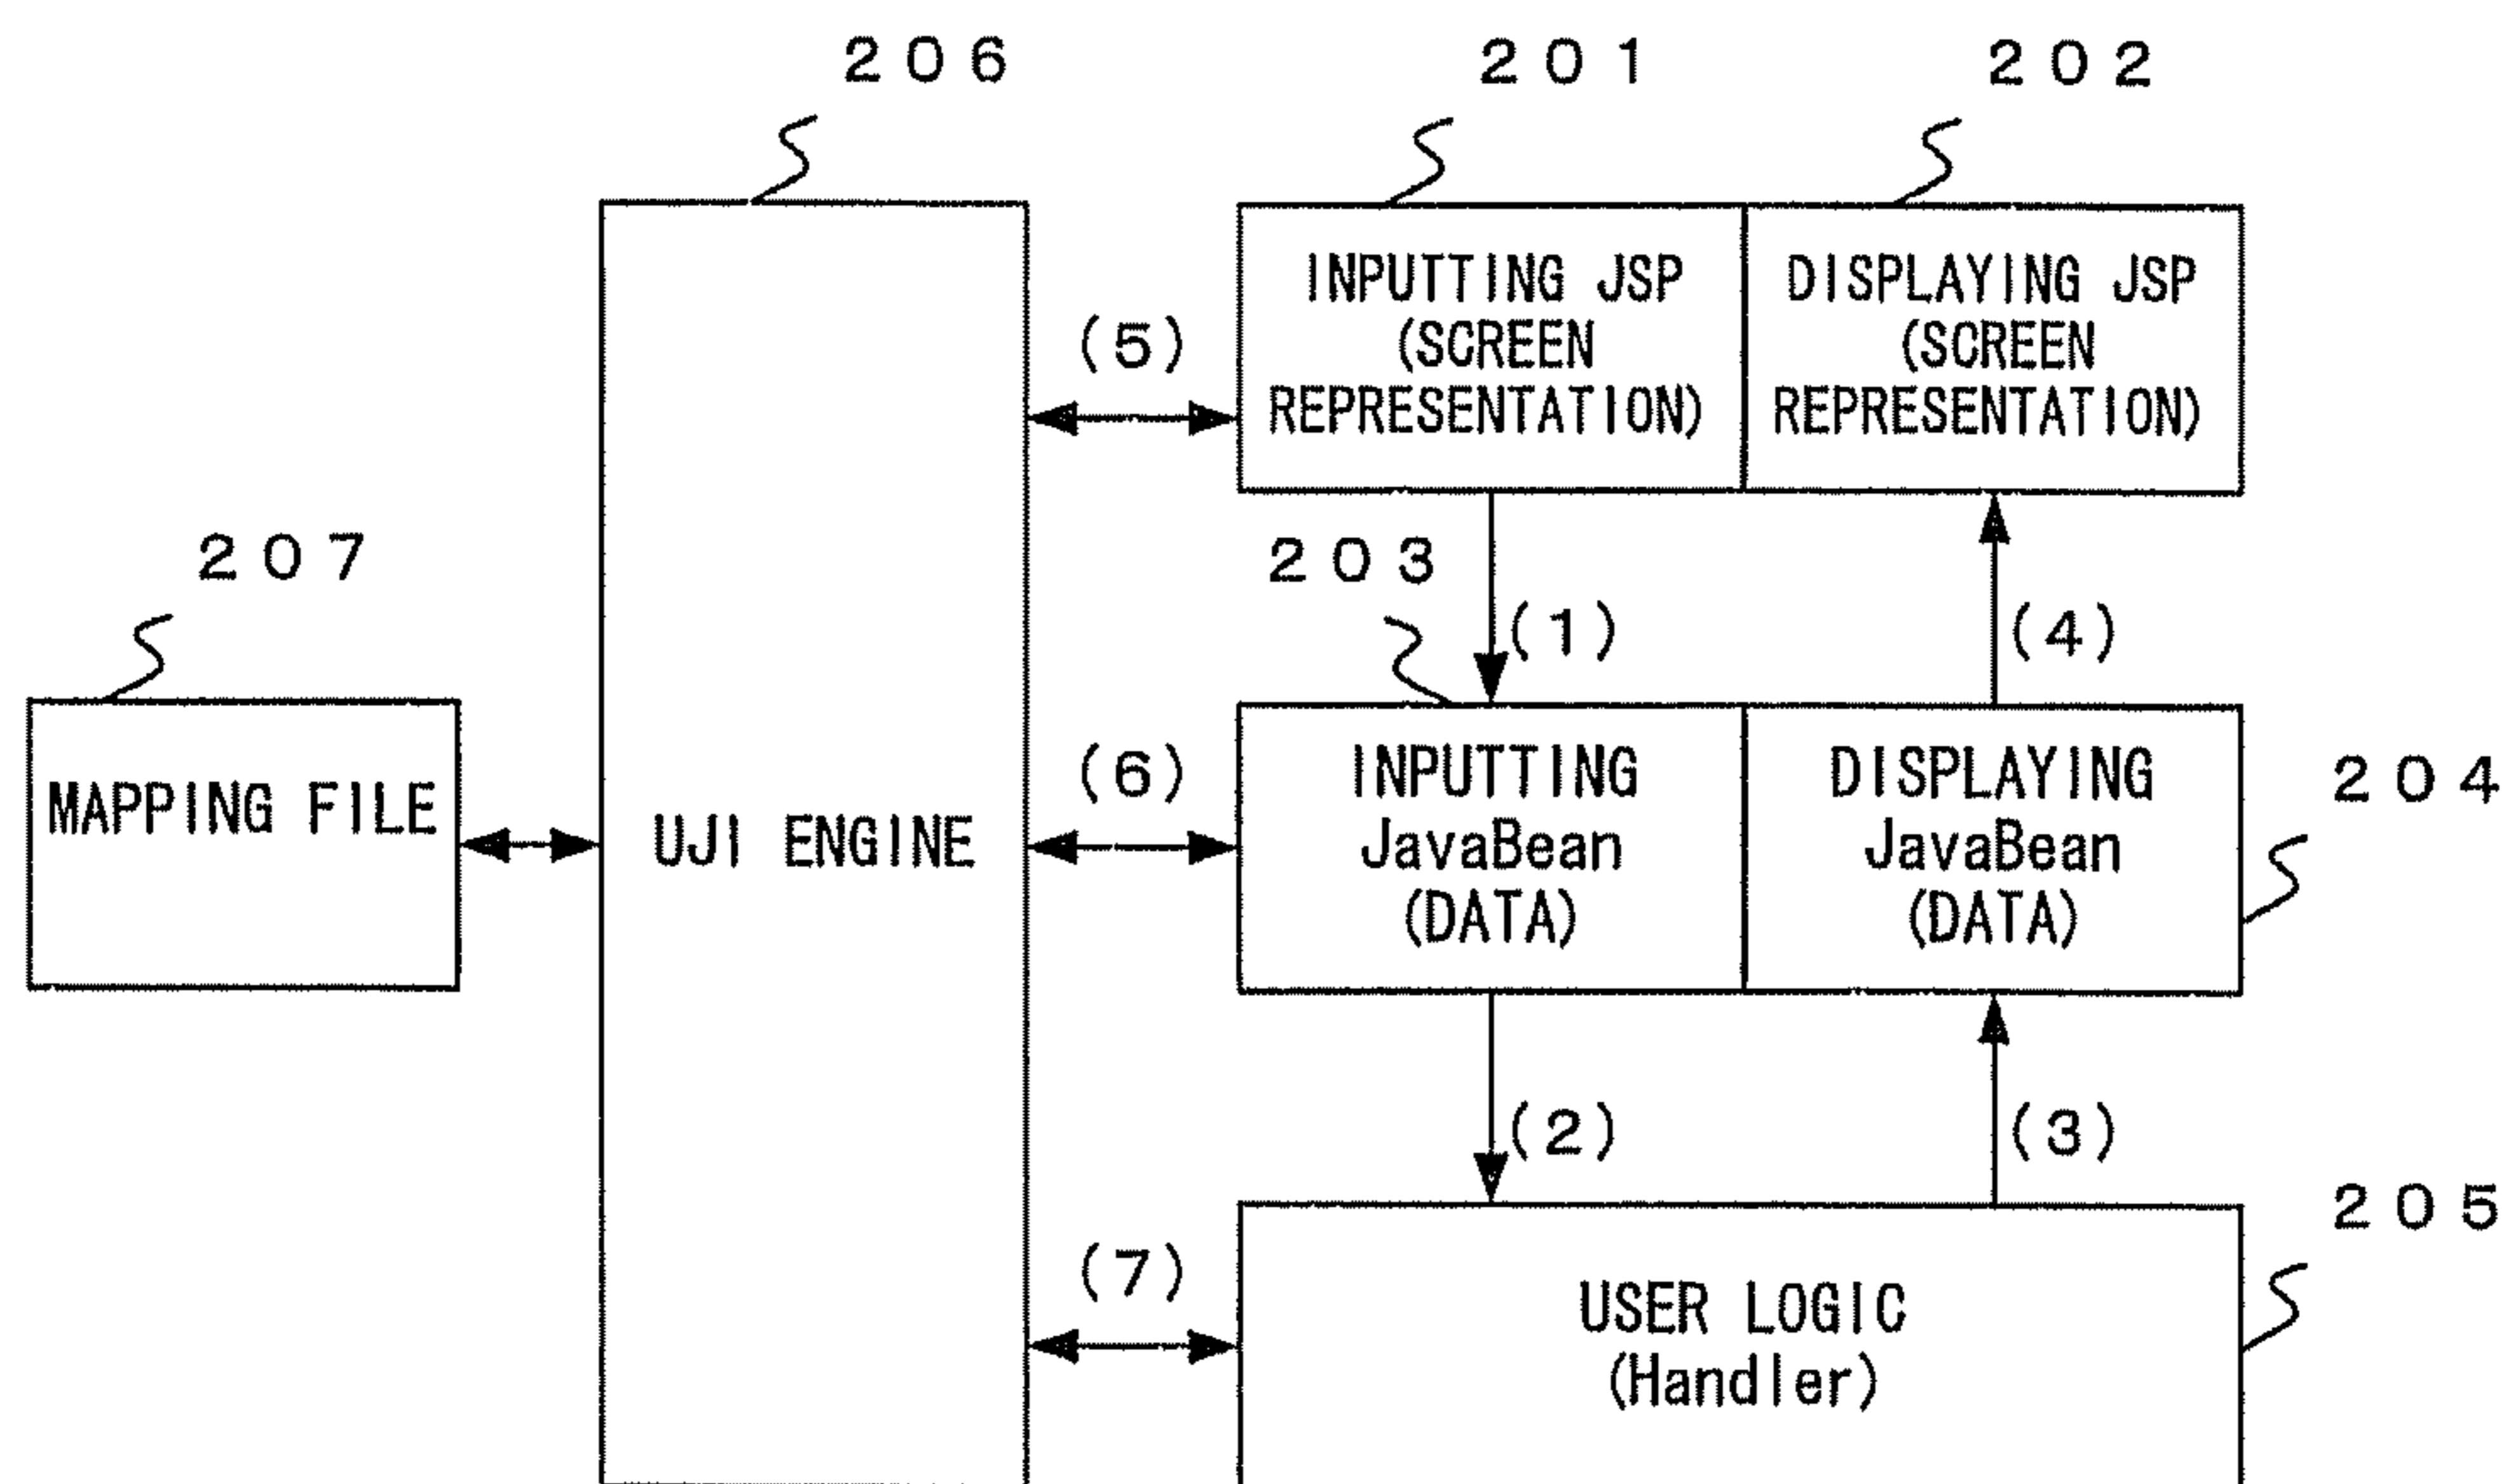 206
201
202
INPUTTING JSP
(SCREEN
REPRESENTATION)
DISPLAYING JSP
(SCREEN
REPRESENTATION)
(5)
207
203
(1)
(4)
MAPPING FILE
UJI ENGINE
(6)
INPUTTING
JavaBean
(DATA)
DISPLAYING
JavaBean
(DATA)
204
(2)
(3)
205
(7)
USER LOGIC
(Handler)